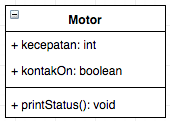 Motor
+ kecepatan: int
+ kontakOn: boolean
+ printStatus(): void